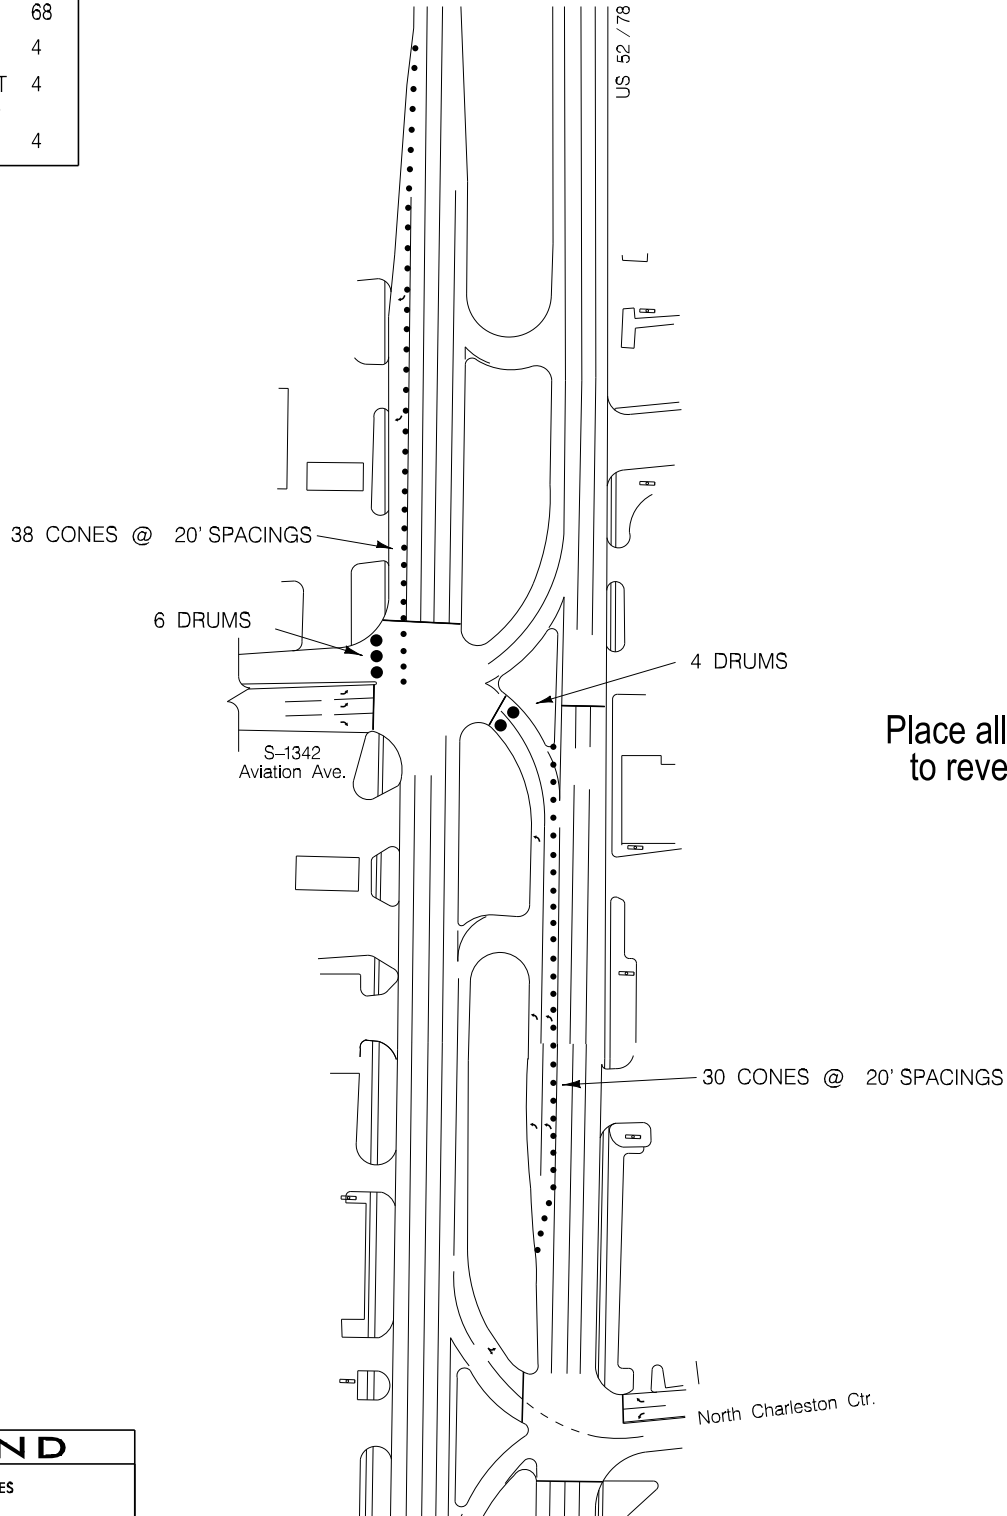 68
4
T 4
4
US 52 / 78
38 CONES @ 20' SPACINGS
6 DRUMS
4 DRUMS
S-1342
Aviation Ave.
Place all
to reve
30 CONES @ 20' SPACINGS
North Charleston Ctr.
ND
ES